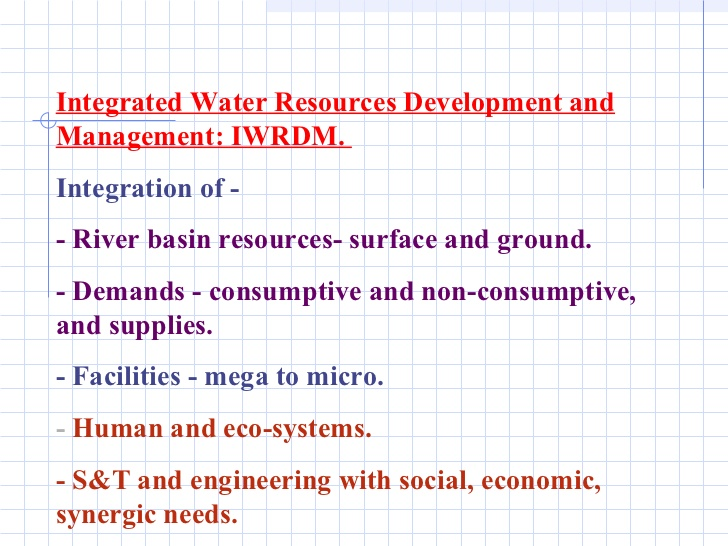 Integrated Water Resources Development and
Management: IWRDM.
Integration of -
- River basin resources- surface and ground.
- Demands - consumptive and non-consumptive,
and supplies.
- Facilities - mega to micro.
- Human and eco-systems.
- S&T and engineering with social, economic,
synergic needs.